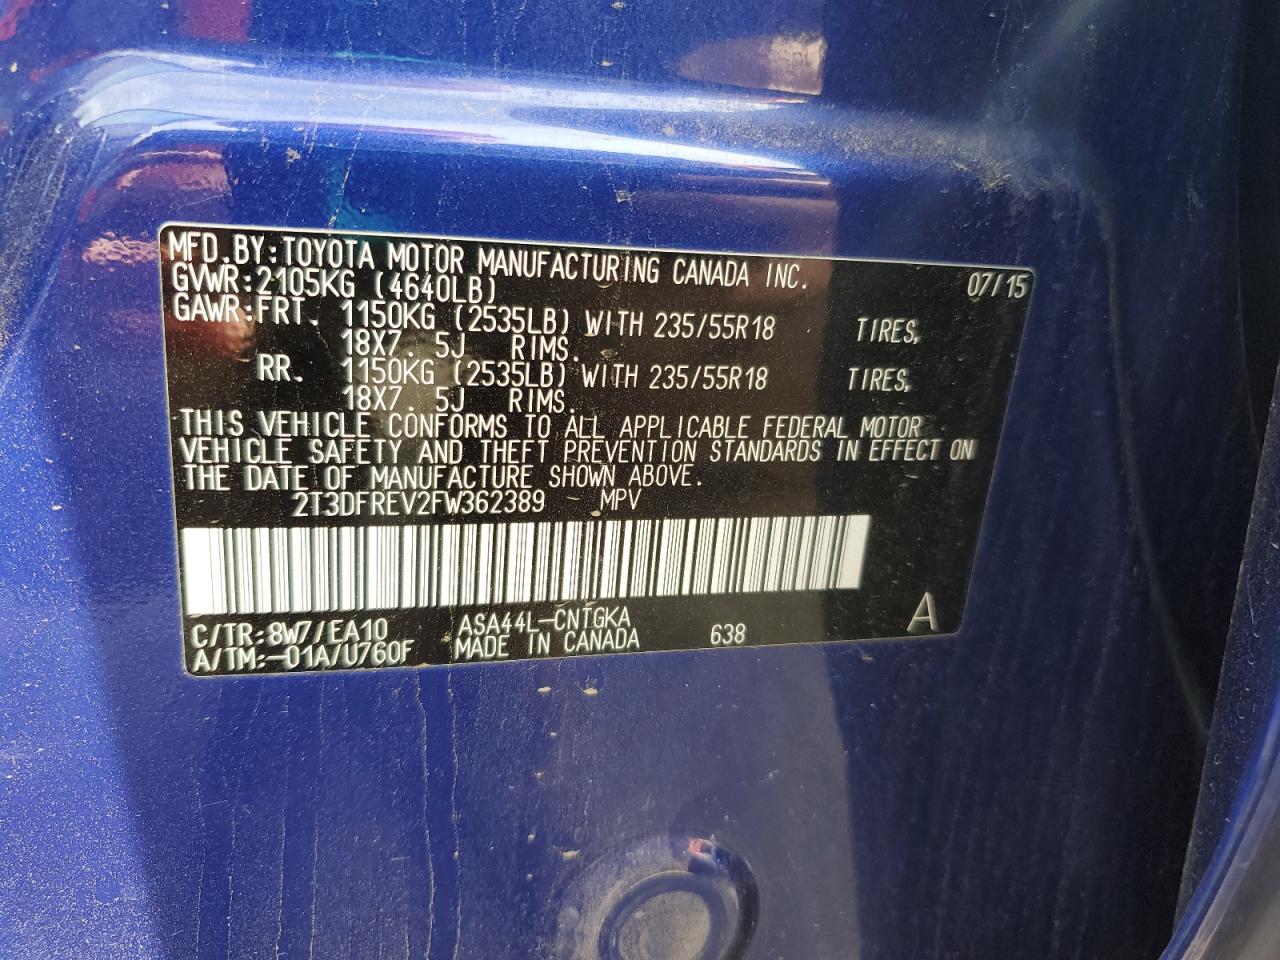 MFD.BY:TOYOTA MOTOR MANUFACTURING CANADA INC. 07/15
GVWR:2105KG (4640LB)
GAWR:FRT. 1150KG (2535LB) WITH 235/55R18 TIRES,
18X7. 5J RIMS.
RR. 1150KG (2535LB) WITH 235/55R18 TIRES,
18X7. 5J RIMS.
THIS VEHICLE CONFORMS TO ALL APPLICABLE FEDERAL MOTOR
VEHICLE SAFETY AND THEFT PREVENTION STANDARDS IN EFFECT ON
THE DATE OF MANUFACTURE SHOWN ABOVE.
2T3DFREV2FW362389 MPV
C/TR:8W7/EA10 ASA44L-CNTGKA A
A/TM:-01A/U760F MADE IN CANADA 638